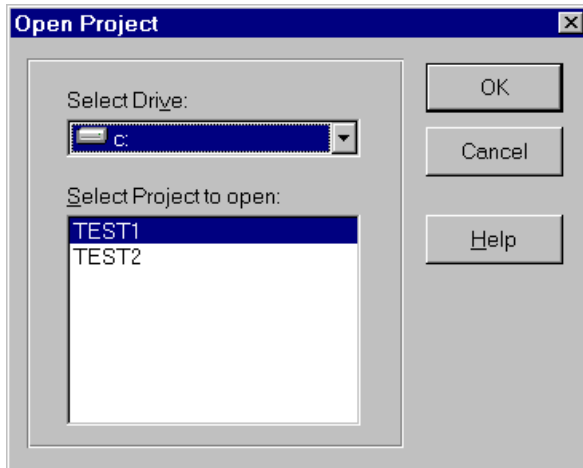 Open Project
Select Drive:
c:
Select Project to open:
TEST1
TEST2
OK
Cancel
Help